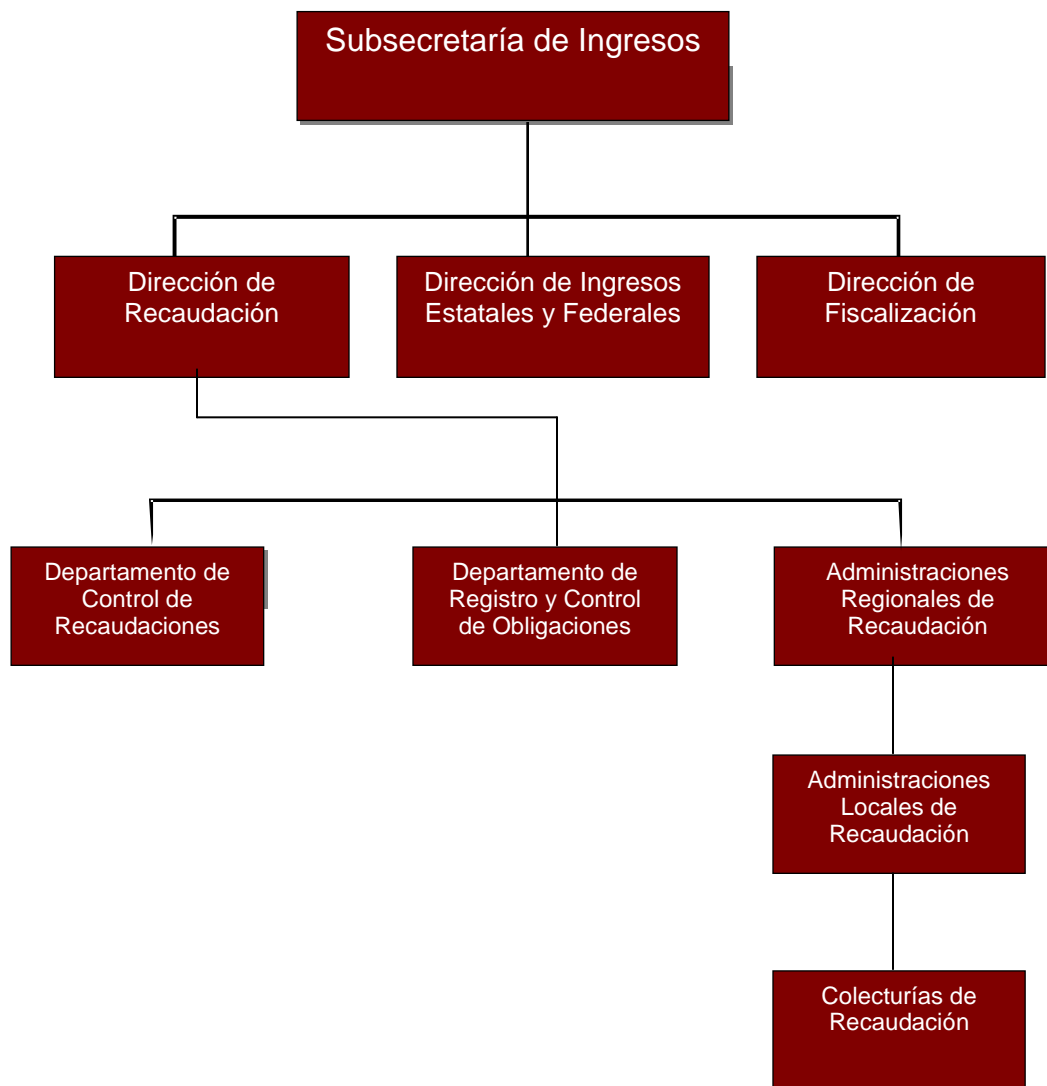 Subsecretaría de Ingresos
Dirección de
Recaudación
Dirección de Ingresos
Estatales y Federales
Dirección de
Fiscalización
Departamento de
Control de
Recaudaciones
Departamento de
Registro y Control
de Obligaciones
Administraciones
Regionales de
Recaudación
Administraciones
Locales de
Recaudación
Colecturías de
Recaudación